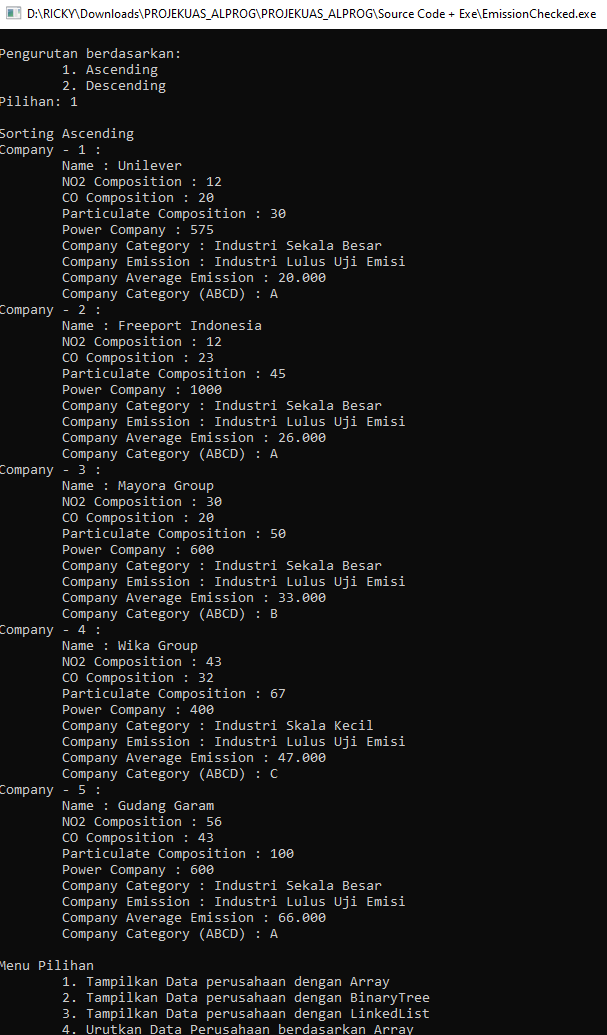 D:\RICKY\Downloads\PROJEKUAS_ALPROG\PROJEKUAS_ALPROG\Source Code + Exe\EmissionChecked.exe
Pengurutan berdasarkan:
1. Ascending
2. Descending
Pilihan: 1
Sorting Ascending
Company - 1 :
Name : Unilever
NO2 Composition : 12
CO Composition : 20
Particulate Composition : 30
Power Company : 575
Company Category : Industri Sekala Besar
Company Emission : Industri Lulus Uji Emisi
Company Average Emission : 20.000
Company Category (ABCD) : A
Company - 2 :
Name : Freeport Indonesia
NO2 Composition : 12
CO Composition : 23
Particulate Composition : 45
Power Company : 1000
Company Category : Industri Sekala Besar
Company Emission : Industri Lulus Uji Emisi
Company Average Emission : 26.000
Company Category (ABCD) : A
Company - 3 :
Name : Mayora Group
NO2 Composition : 30
CO Composition : 20
Particulate Composition : 50
Power Company : 600
Company Category : Industri Sekala Besar
Company Emission : Industri Lulus Uji Emisi
Company Average Emission : 33.000
Company Category (ABCD) : B
Company - 4 :
Name : Wika Group
NO2 Composition : 43
CO Composition : 32
Particulate Composition : 67
Power Company : 400
Company Category : Industri Skala Kecil
Company Emission : Industri Lulus Uji Emisi
Company Average Emission : 47.000
Company Category (ABCD) : C
Company - 5 :
Name : Gudang Garam
NO2 Composition : 56
CO Composition : 43
Particulate Composition : 100
Power Company : 600
Company Category : Industri Sekala Besar
Company Emission : Industri Lulus Uji Emisi
Company Average Emission : 66.000
Company Category (ABCD) : A
Menu Pilihan
1. Tampilkan Data perusahaan dengan Array
2. Tampilkan Data perusahaan dengan BinaryTree
3. Tampilkan Data perusahaan dengan LinkedList
4. Urutkan Data Perusahaan berdasarkan Array